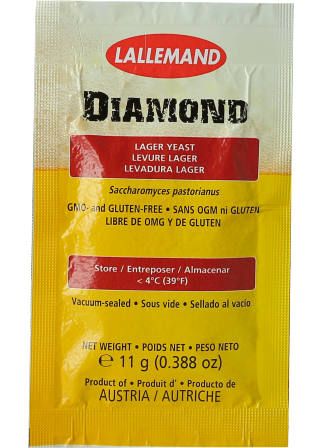 LALLEMAND
DIAMOND
LAGER YEAST
LEVURE LAGER
LEVADURA LAGER
Saccharomyces pastorianus
GMO- and GLUTEN-FREE • SANS OGM ni GLUTEN
LIBRE DE OMG Y DE GLUTEN
Store / Entreposer / Almacenar
< 4°C (39°F)
Vacuum-sealed • Sous vide • Sellado al vacío
NET WEIGHT • POIDS NET • PESO NETO
℮ 11 g (0.388 oz)
Product of • Produit d' • Producto de
AUSTRIA / AUTRICHE